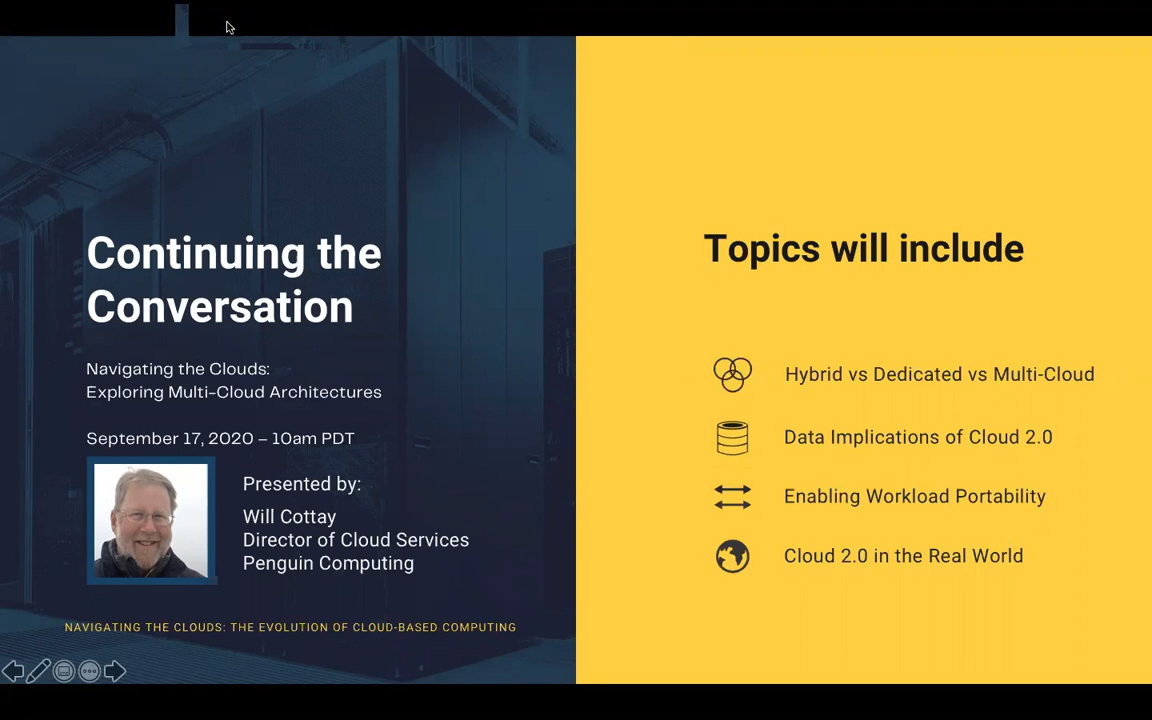 Continuing the
Conversation
Navigating the Clouds:
Exploring Multi-Cloud Architectures
September 17, 2020 – 10am PDT
Presented by:
Will Cottay
Director of Cloud Services
Penguin Computing
NAVIGATING THE CLOUDS: THE EVOLUTION OF CLOUD-BASED COMPUTING
Topics will include
Hybrid vs Dedicated vs Multi-Cloud
Data Implications of Cloud 2.0
Enabling Workload Portability
Cloud 2.0 in the Real World